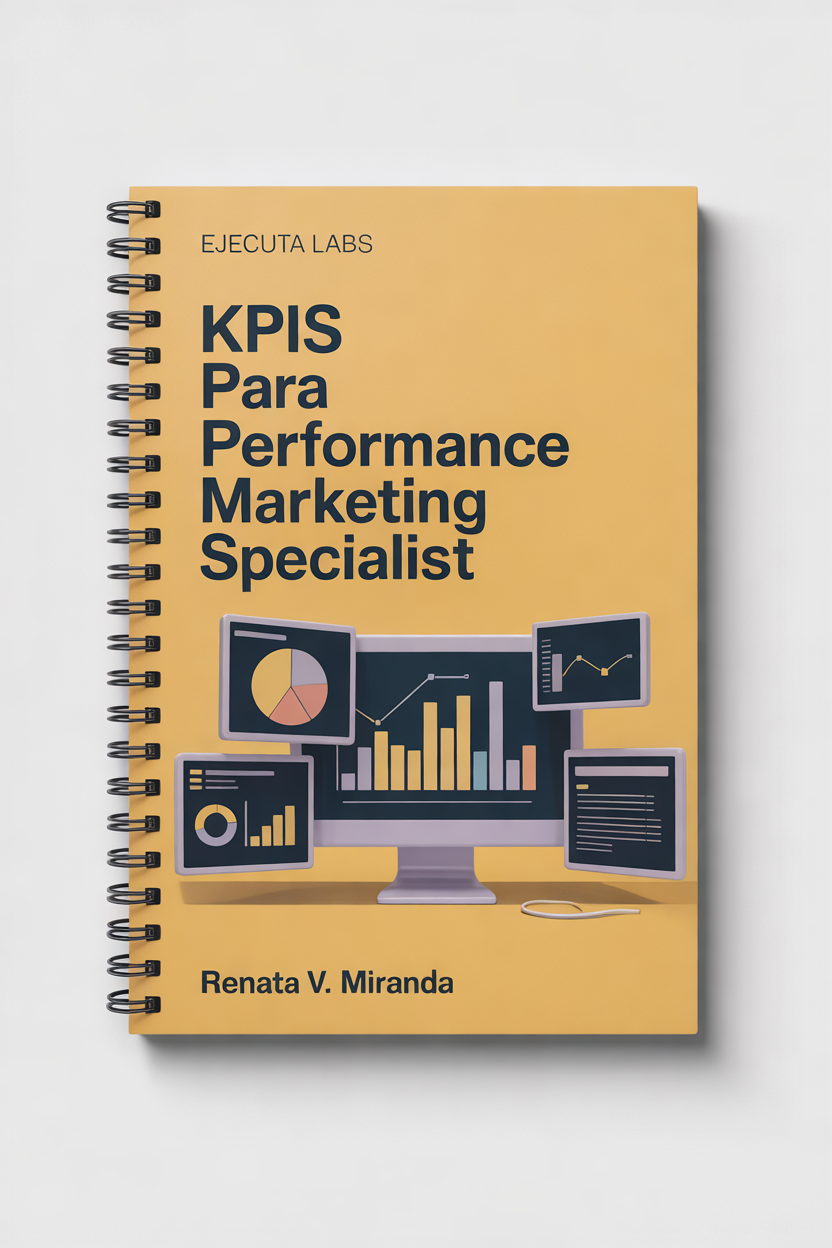 EJECUTA LABS
KPIS
Para
Performance
Marketing
Specialist
Renata V. Miranda